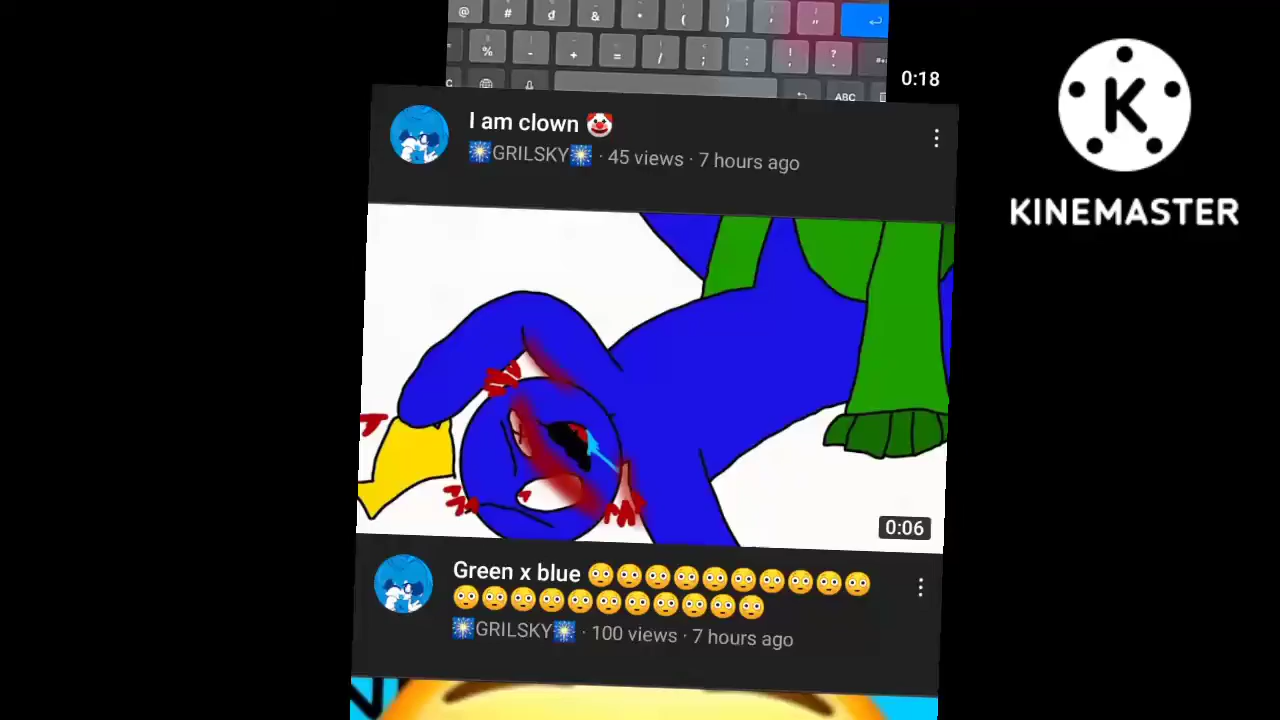 @ # đ & * ( ) ' "
% - + = / ; : ! ?
ABC
0:18
K
KINEMASTER
I am clown 🤡
🎇GRILSKY🎇 · 45 views · 7 hours ago
0:06
Green x blue 😳😳😳😳😳😳😳😳😳😳
😳😳😳😳😳😳😳😳😳😳😳
🎇GRILSKY🎇 · 100 views · 7 hours ago